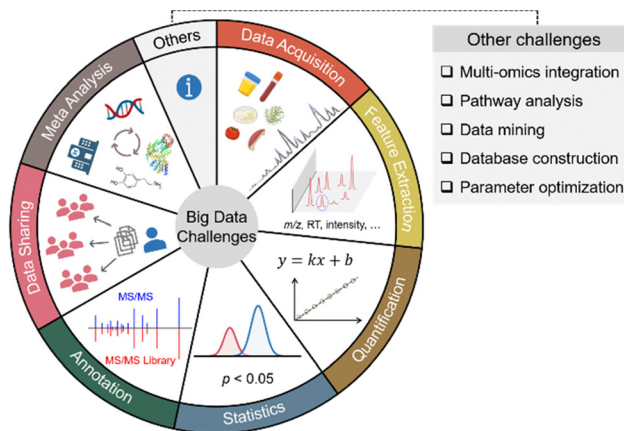 Others
Data Acquisition
Feature Extraction
m/z, RT, intensity, ...
Quantification
y = kx + b
Statistics
p < 0.05
Annotation
MS/MS
MS/MS Library
Data Sharing
Meta Analysis
i
Big Data
Challenges
Other challenges
❑ Multi-omics integration
❑ Pathway analysis
❑ Data mining
❑ Database construction
❑ Parameter optimization